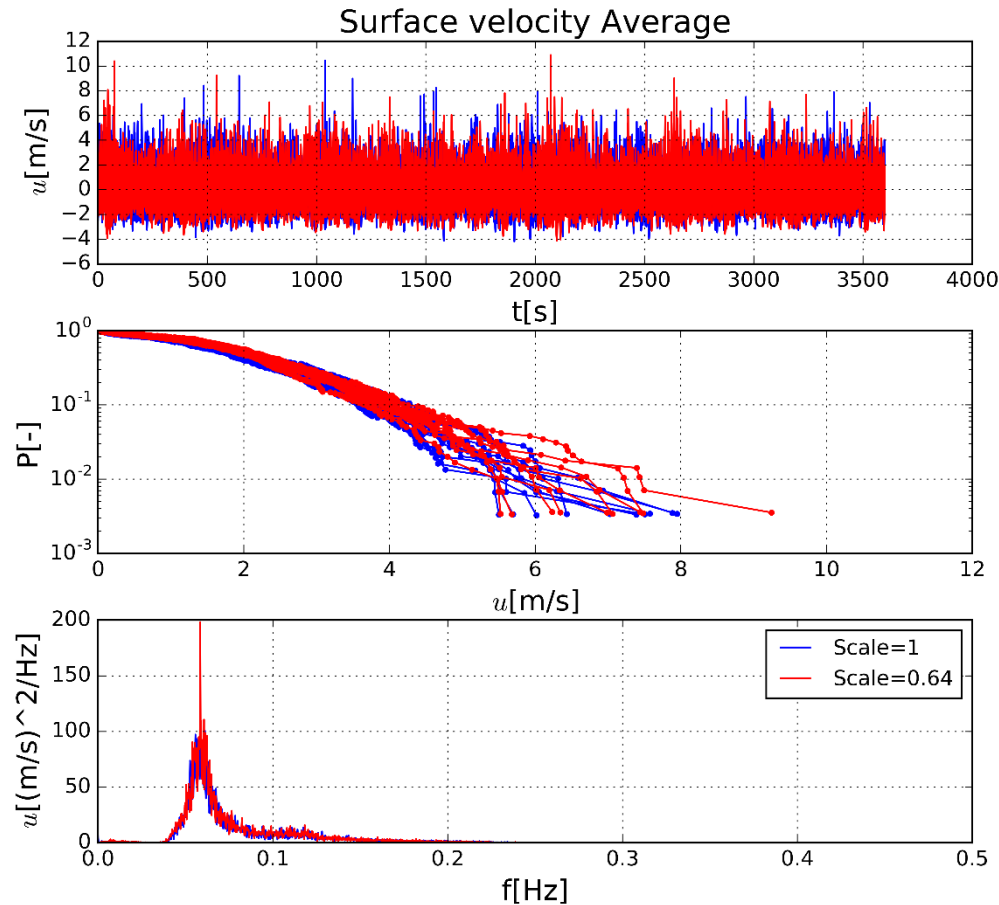 Surface velocity Average
12
10
8
6
4
2
0
−2
−4
−6
u[m/s]
0 500 1000 1500 2000 2500 3000 3500 4000
t[s]
10^0
10^-1
10^-2
10^-3
P[-]
0 2 4 6 8 10 12
u[m/s]
200
150
100
50
0
u[(m/s)^2/Hz]
Scale=1
Scale=0.64
0.0 0.1 0.2 0.3 0.4 0.5
f[Hz]